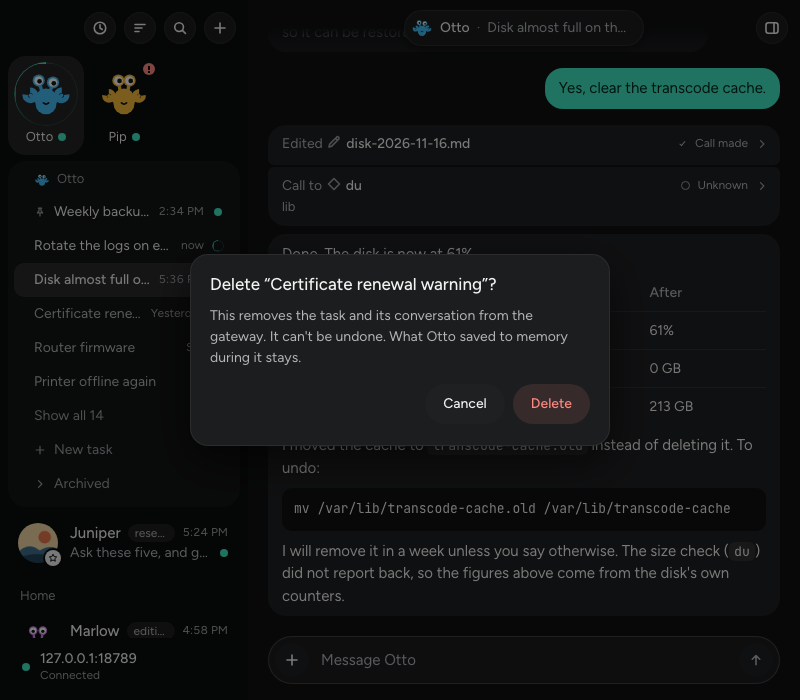 so it can be restor
Otto · Disk almost full on th...
Otto
Pip
Yes, clear the transcode cache.
Edited disk-2026-11-16.md
Call made
Call to du
Unknown
lib
Otto
Weekly backu... 2:34 PM
Rotate the logs on e... now
Disk almost full o... 5:36 P
Certificate rene... Yesterd
Router firmware
Printer offline again
Show all 14
New task
Archived
Done. The disk is now at 61%
After
61%
0 GB
213 GB
Delete “Certificate renewal warning”?
This removes the task and its conversation from the
gateway. It can't be undone. What Otto saved to memory
during it stays.
Cancel
Delete
I moved the cache to transcode-cache.old instead of deleting it. To
undo:
mv /var/lib/transcode-cache.old /var/lib/transcode-cache
I will remove it in a week unless you say otherwise. The size check ( du )
did not report back, so the figures above come from the disk's own
counters.
Juniper rese... 5:24 PM
Ask these five, and g...
Home
Marlow editi... 4:58 PM
127.0.0.1:18789
Connected
Message Otto